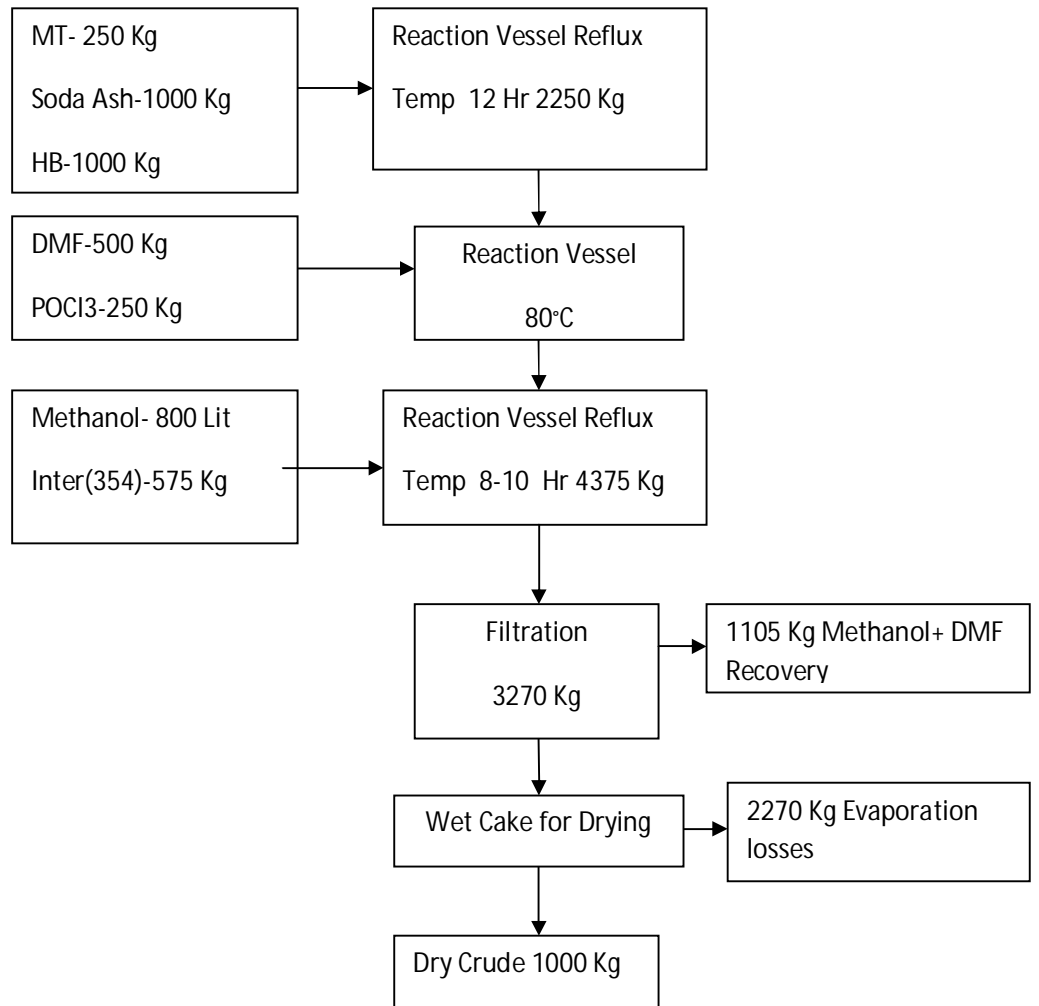 MT- 250 Kg
Soda Ash-1000 Kg
HB-1000 Kg
Reaction Vessel Reflux
Temp 12 Hr 2250 Kg
DMF-500 Kg
POCl3-250 Kg
Reaction Vessel
80°C
Methanol- 800 Lit
Inter(354)-575 Kg
Reaction Vessel Reflux
Temp 8-10 Hr 4375 Kg
Filtration
3270 Kg
1105 Kg Methanol+ DMF
Recovery
Wet Cake for Drying
2270 Kg Evaporation
losses
Dry Crude 1000 Kg